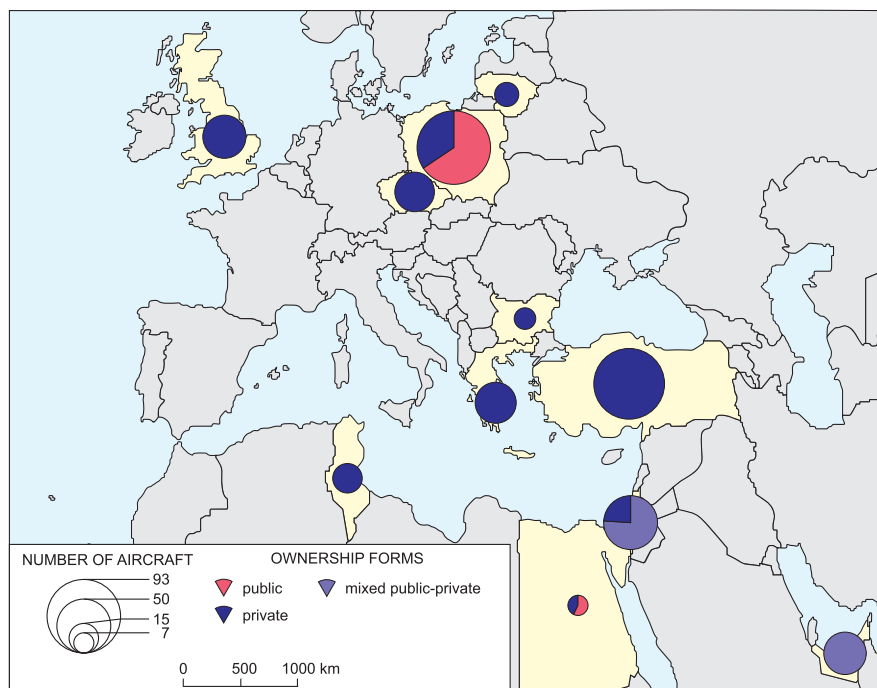 NUMBER OF AIRCRAFT
93
50
15
7
OWNERSHIP FORMS
public
mixed public-private
private
0 500 1000 km